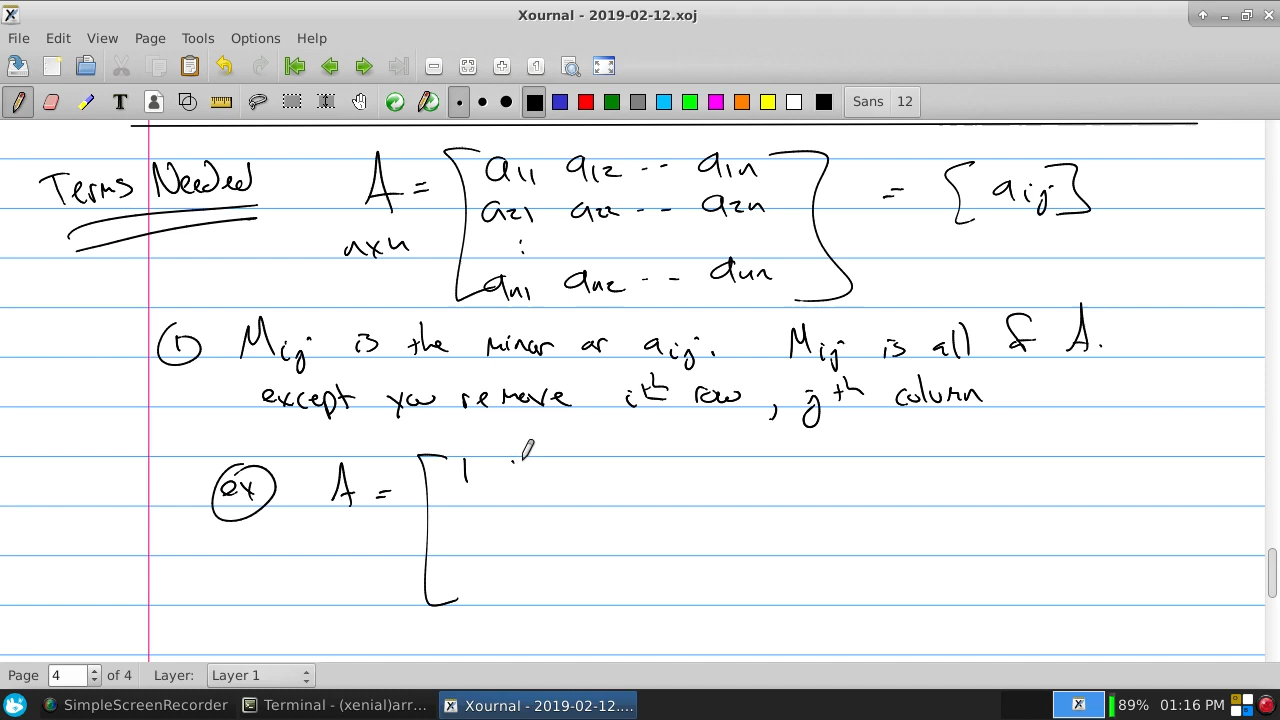 Xournal - 2019-02-12.xoj
File Edit View Page Tools Options Help
Sans 12
Terms Needed
A = [ a11 a12 -- a1n
a21 a22 -- a2n
nxn
:
an1 an2 -- ann ] = [ aij ]
① Mij is the minor of aij. Mij is all of A.
except you remove ith row, jth column
ex A = [ 1
Page 4 of 4 Layer: Layer 1
SimpleScreenRecorder Terminal - (xenial)arr... Xournal - 2019-02-12.... 89% 01:16 PM